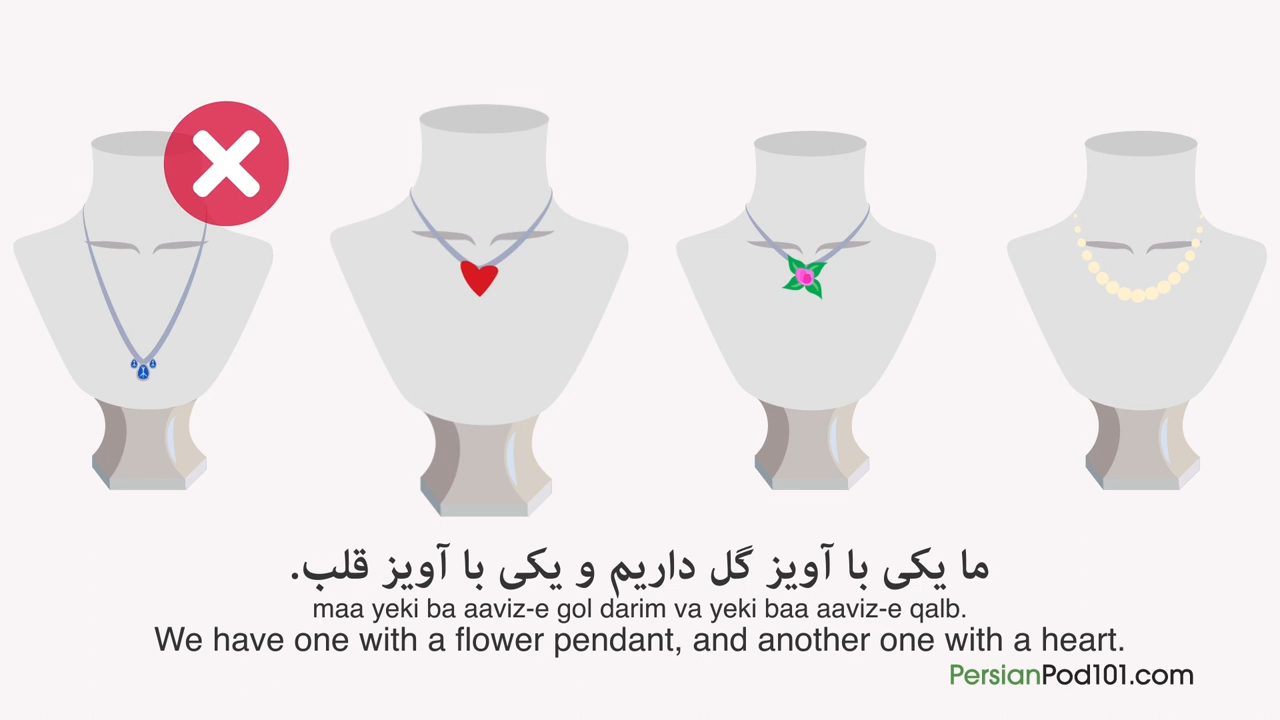 ما یکی با آویز گل داریم و یکی با آویز قلب.
maa yeki ba aaviz-e gol darim va yeki baa aaviz-e qalb.
We have one with a flower pendant, and another one with a heart.
PersianPod101.com